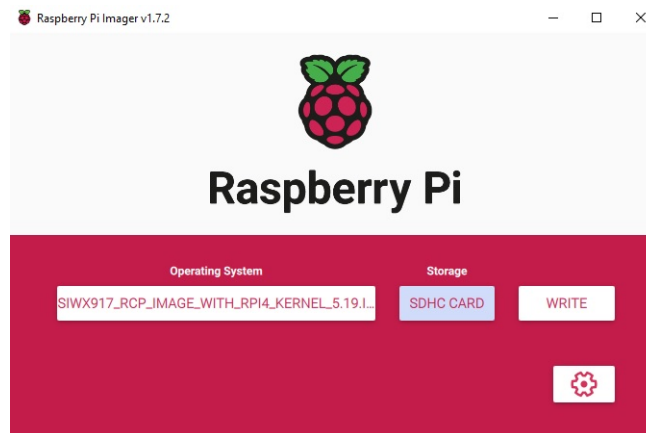 Raspberry Pi Imager v1.7.2
Raspberry Pi
Operating System
Storage
SIWX917_RCP_IMAGE_WITH_RPI4_KERNEL_5.19.I...
SDHC CARD
WRITE